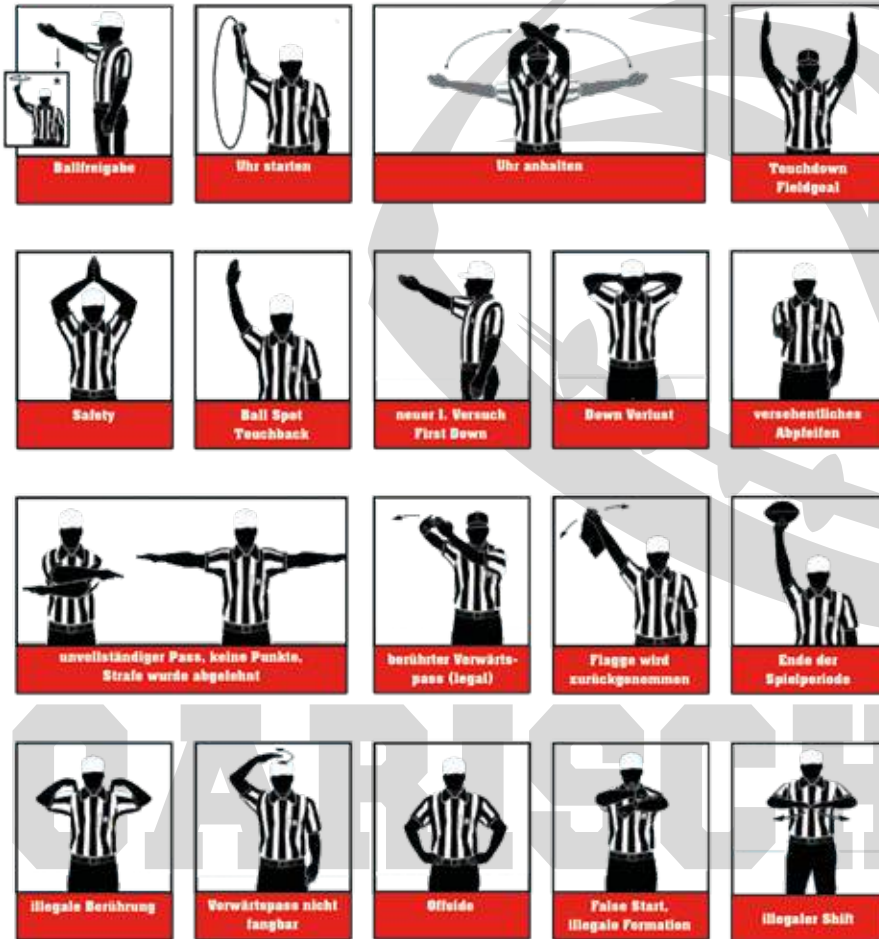 Ballfreigabe
Uhr starten
Uhr anhalten
Touchdown
Fieldgoal
Safety
Ball Spot
Touchback
neuer 1. Versuch
First Down
Down Verlust
versehentliches
Abpfeifen
unvollständiger Pass, keine Punkte,
Strafe wurde abgelehnt
berührter Vorwärts-
pass (legal)
Flagge wird
zurückgenommen
Ende der
Spielperiode
illegale Berührung
Vorwärtspass nicht
fangbar
Offside
False Start,
illegale Formation
illegaler Shift